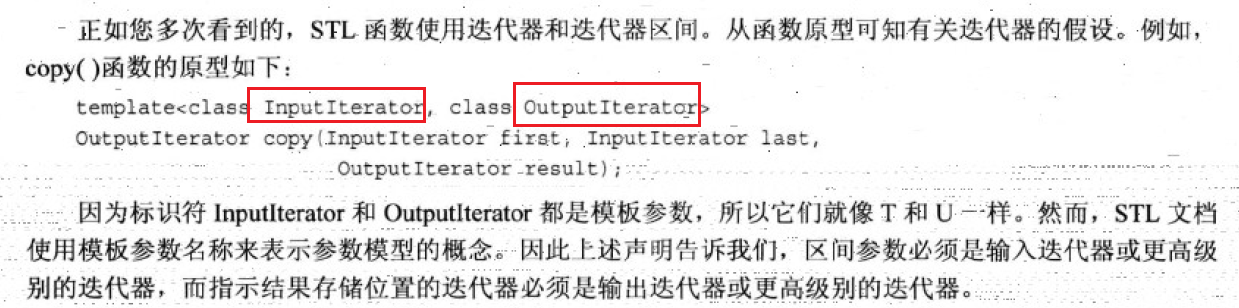 正如您多次看到的，STL 函数使用迭代器和迭代器区间。从函数原型可知有关迭代器的假设。例如，
copy( )函数的原型如下：
template<class InputIterator, class OutputIterator>
OutputIterator copy(InputIterator first, InputIterator last,
OutputIterator result);
因为标识符 InputIterator 和 OutputIterator 都是模板参数，所以它们就像 T 和 U 一样。然而，STL 文档
使用模板参数名称来表示参数模型的概念。因此上述声明告诉我们，区间参数必须是输入迭代器或更高级
别的迭代器，而指示结果存储位置的迭代器必须是输出迭代器或更高级别的迭代器。